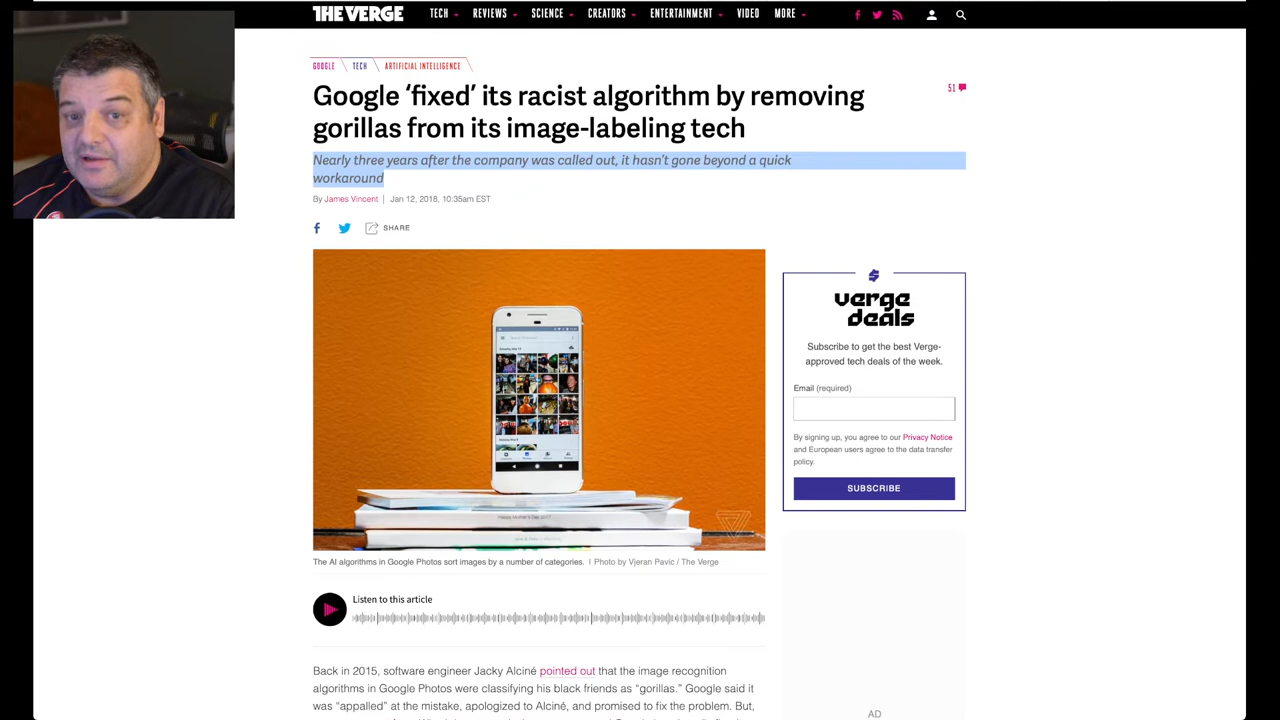 THE VERGE
TECH REVIEWS SCIENCE CREATORS ENTERTAINMENT VIDEO MORE
GOOGLE TECH ARTIFICIAL INTELLIGENCE
Google ‘fixed’ its racist algorithm by removing
gorillas from its image-labeling tech
51
Nearly three years after the company was called out, it hasn’t gone beyond a quick
workaround
By James Vincent | Jan 12, 2018, 10:35am EST
SHARE
The AI algorithms in Google Photos sort images by a number of categories. | Photo by Vjeran Pavic / The Verge
Listen to this article
Back in 2015, software engineer Jacky Alciné pointed out that the image recognition
algorithms in Google Photos were classifying his black friends as “gorillas.” Google said it
was “appalled” at the mistake, apologized to Alciné, and promised to fix the problem. But,
verge
deals
Subscribe to get the best Verge-
approved tech deals of the week.
Email (required)
By signing up, you agree to our Privacy Notice
and European users agree to the data transfer
policy.
SUBSCRIBE
AD